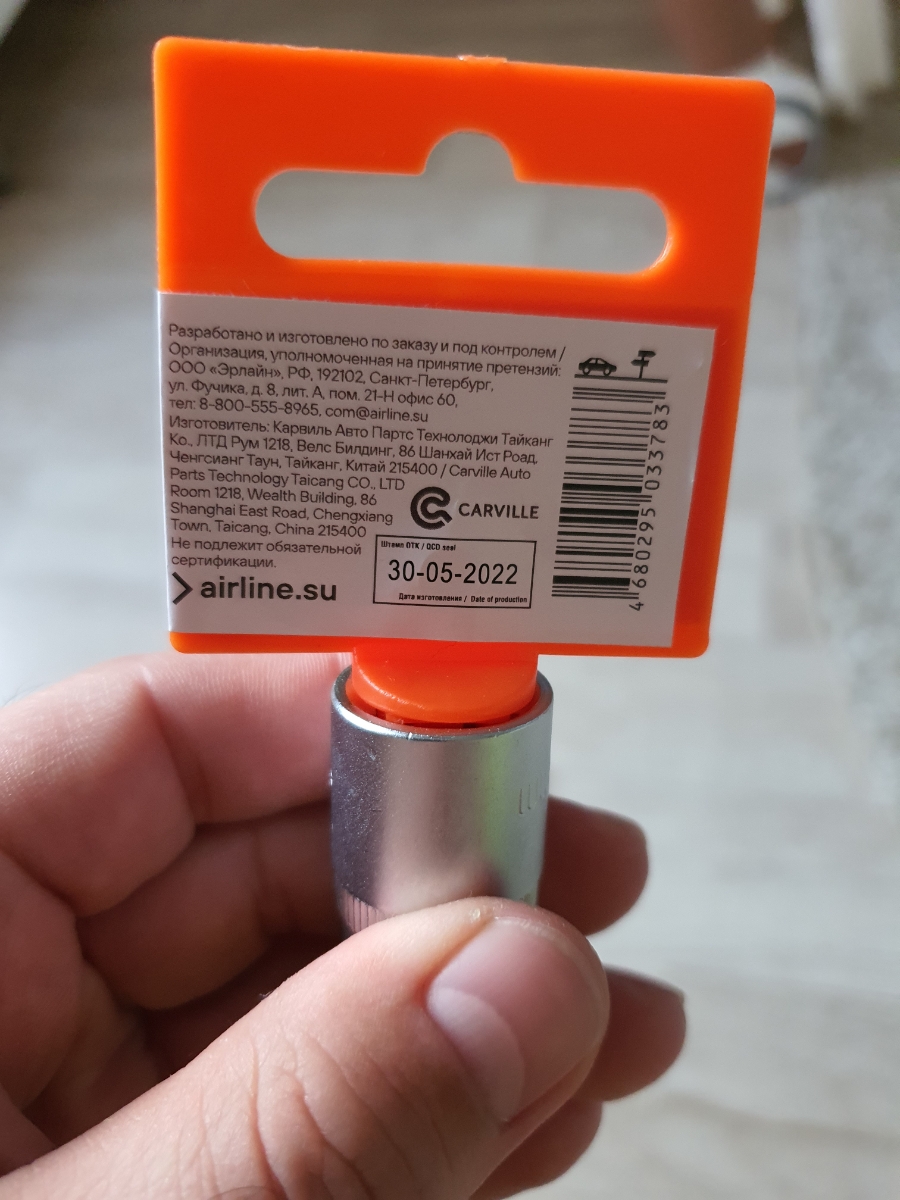 Разработано и изготовлено по заказу и под контролем /
Организация, уполномоченная на принятие претензий:
ООО «Эрлайн», РФ, 192102, Санкт-Петербург,
ул. Фучика, д. 8, лит. А, пом. 21-Н офис 60,
тел: 8-800-555-8965, com@airline.su
Изготовитель: Карвиль Авто Партс Технолоджи Тайканг
Ко., ЛТД Рум 1218, Велс Билдинг, 86 Шанхай Ист Роад,
Ченгсианг Таун, Тайканг, Китай 215400 / Carville Auto
Parts Technology Taicang CO., LTD
Room 1218, Wealth Building, 86
Shanghai East Road, Chengxiang
Town, Taicang, China 215400
Не подлежит обязательной
сертификации.
airline.su
CARVILLE
Штамп ОТК / QCD seal
30-05-2022
Дата изготовления / Date of production
4 680295 033783